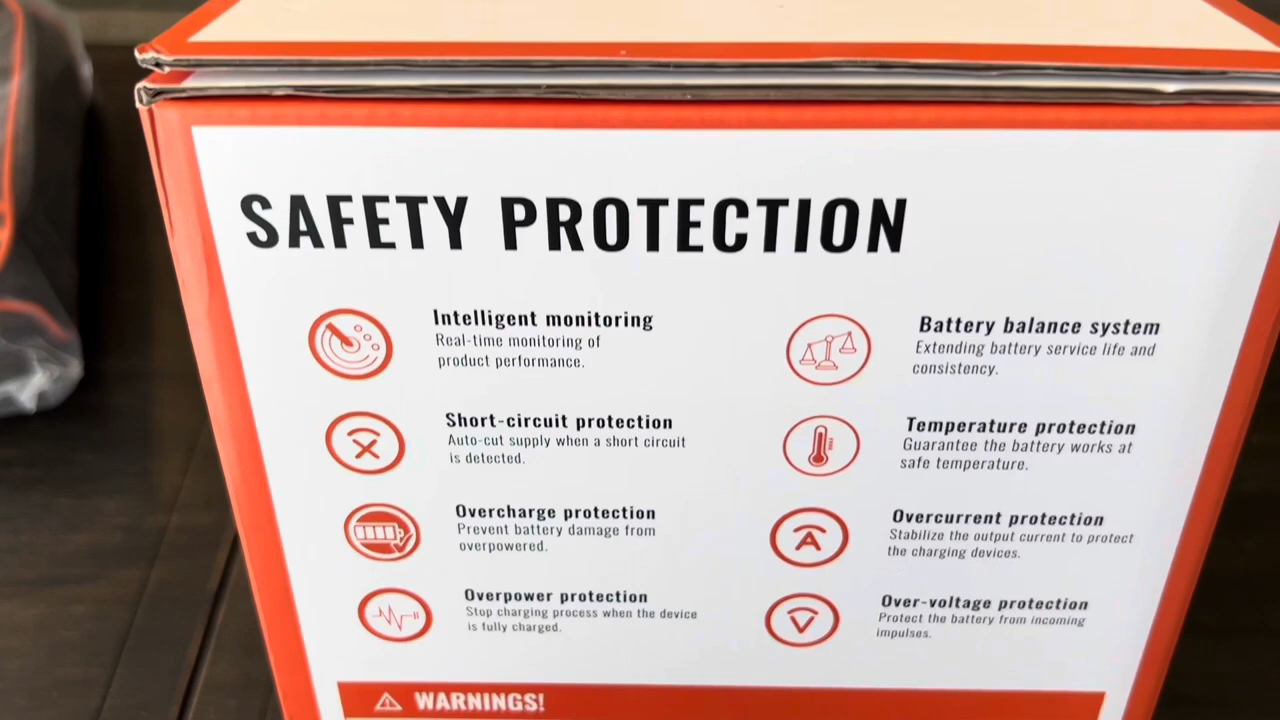 SAFETY PROTECTION
Intelligent monitoring
Real-time monitoring of
product performance.
Short-circuit protection
Auto-cut supply when a short circuit
is detected.
Overcharge protection
Prevent battery damage from
overpowered.
Overpower protection
Stop charging process when the device
is fully charged.
Battery balance system
Extending battery service life and
consistency.
Temperature protection
Guarantee the battery works at
safe temperature.
Overcurrent protection
A
Stabilize the output current to protect
the charging devices.
Over-voltage protection
V
Protect the battery from incoming
impulses.
WARNINGS!